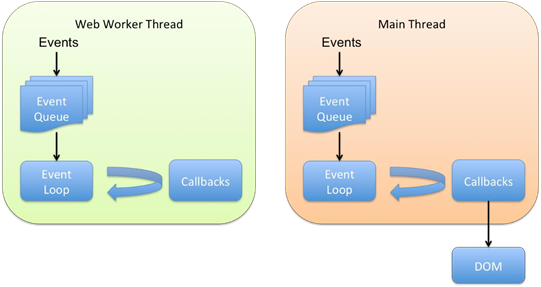 Web Worker Thread
Events
Event
Queue
Event
Loop
Callbacks
Main Thread
Events
Event
Queue
Event
Loop
Callbacks
DOM